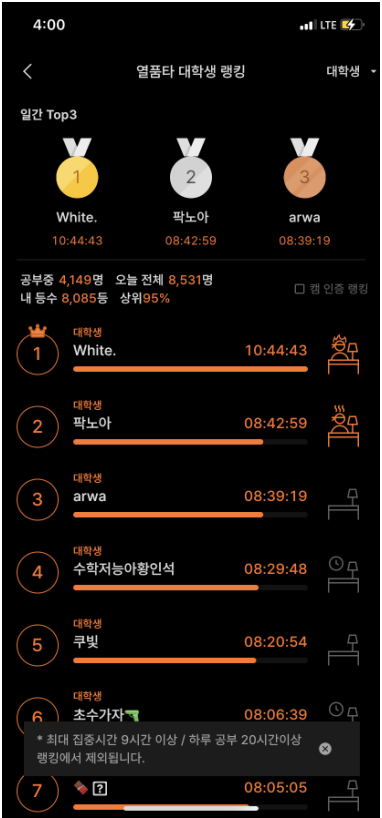 4:00
LTE
열품타 대학생 랭킹
대학생
일간 Top3
1
2
3
White.
팍노아
arwa
10:44:43
08:42:59
08:39:19
공부중 4,149명 오늘 전체 8,531명
내 등수 8,085등 상위95%
캠 인증 랭킹
대학생
1
White.
10:44:43
대학생
2
팍노아
08:42:59
대학생
3
arwa
08:39:19
대학생
4
수학저능아황인석
08:29:48
대학생
5
쿠빛
08:20:54
대학생
6
초수가자🔫
08:06:39
* 최대 집중시간 9시간 이상 / 하루 공부 20시간이상
랭킹에서 제외됩니다.
7
🍫?
08:05:05